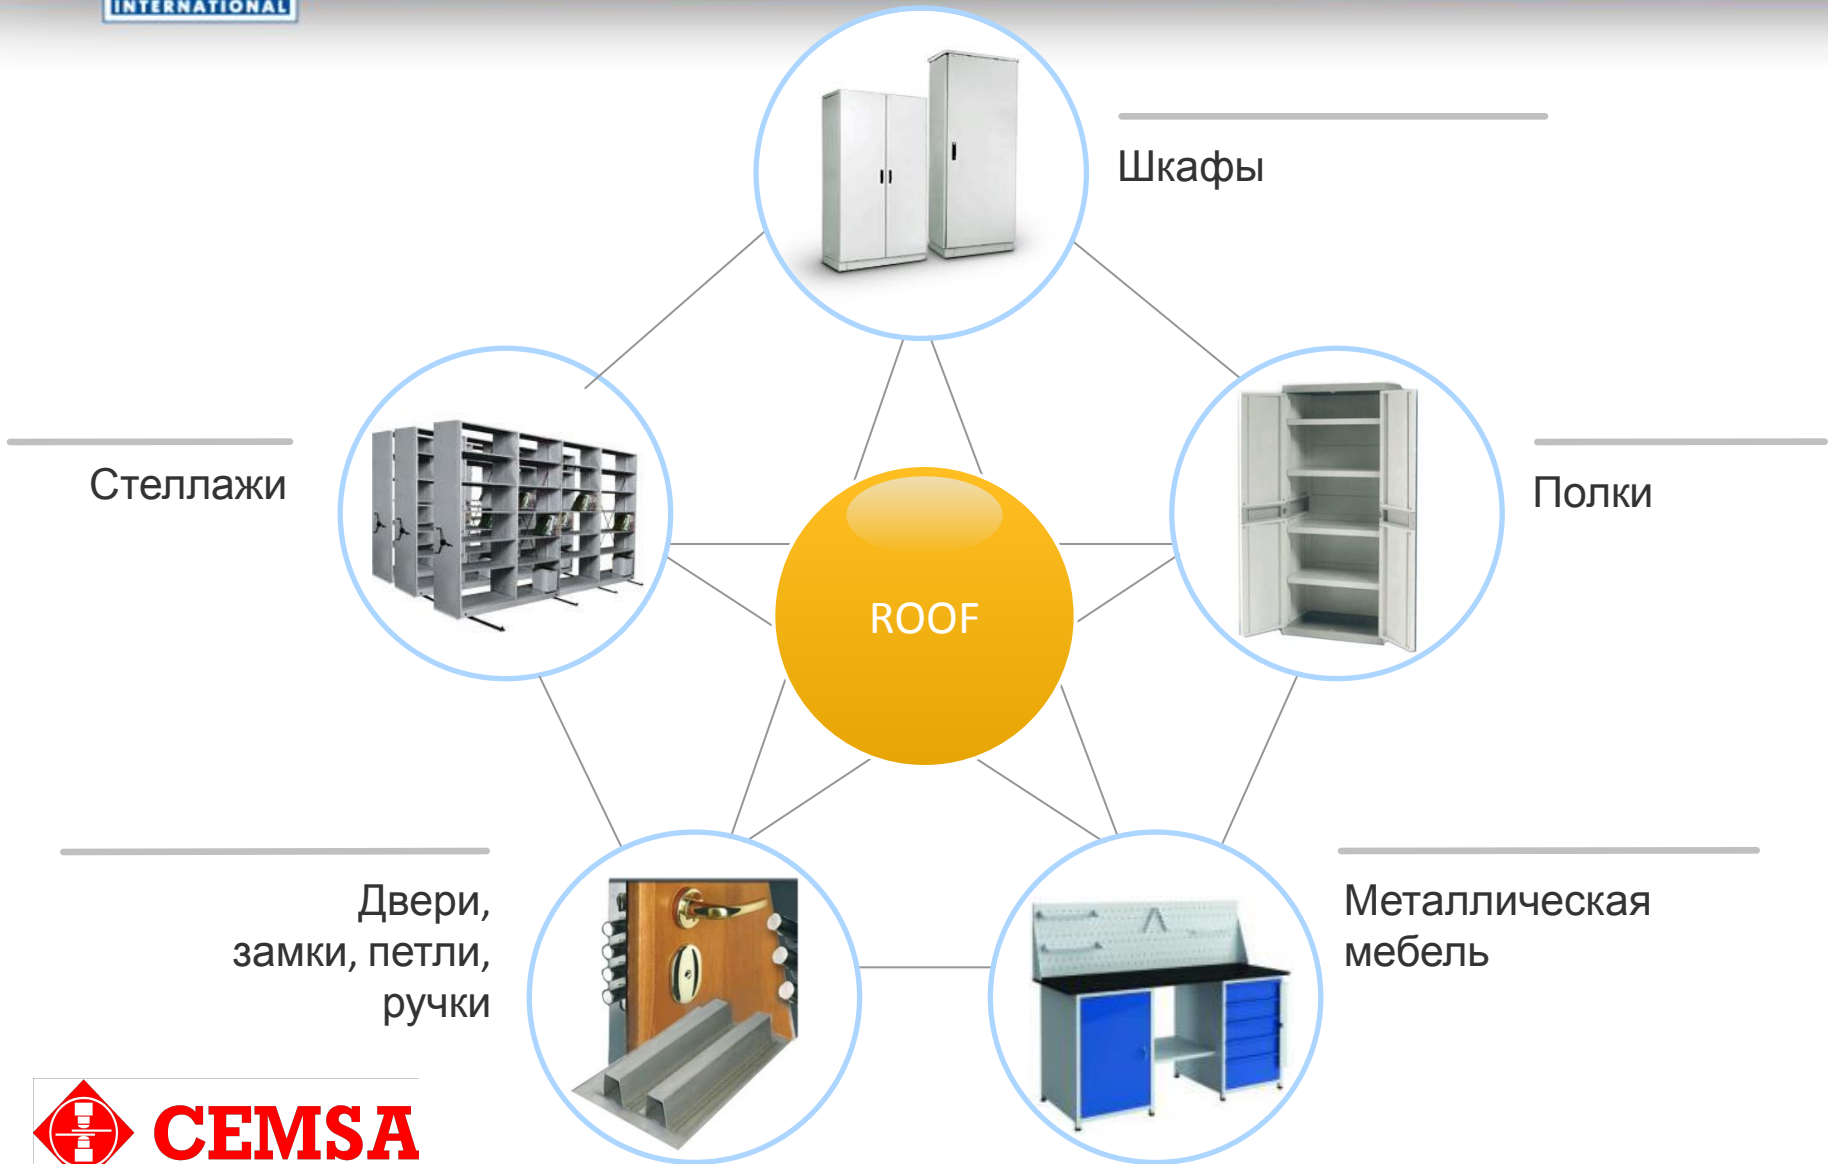 INTERNATIONAL
Шкафы
Стеллажи
Полки
ROOF
Двери,
замки, петли,
ручки
Металлическая
мебель
CEMSA